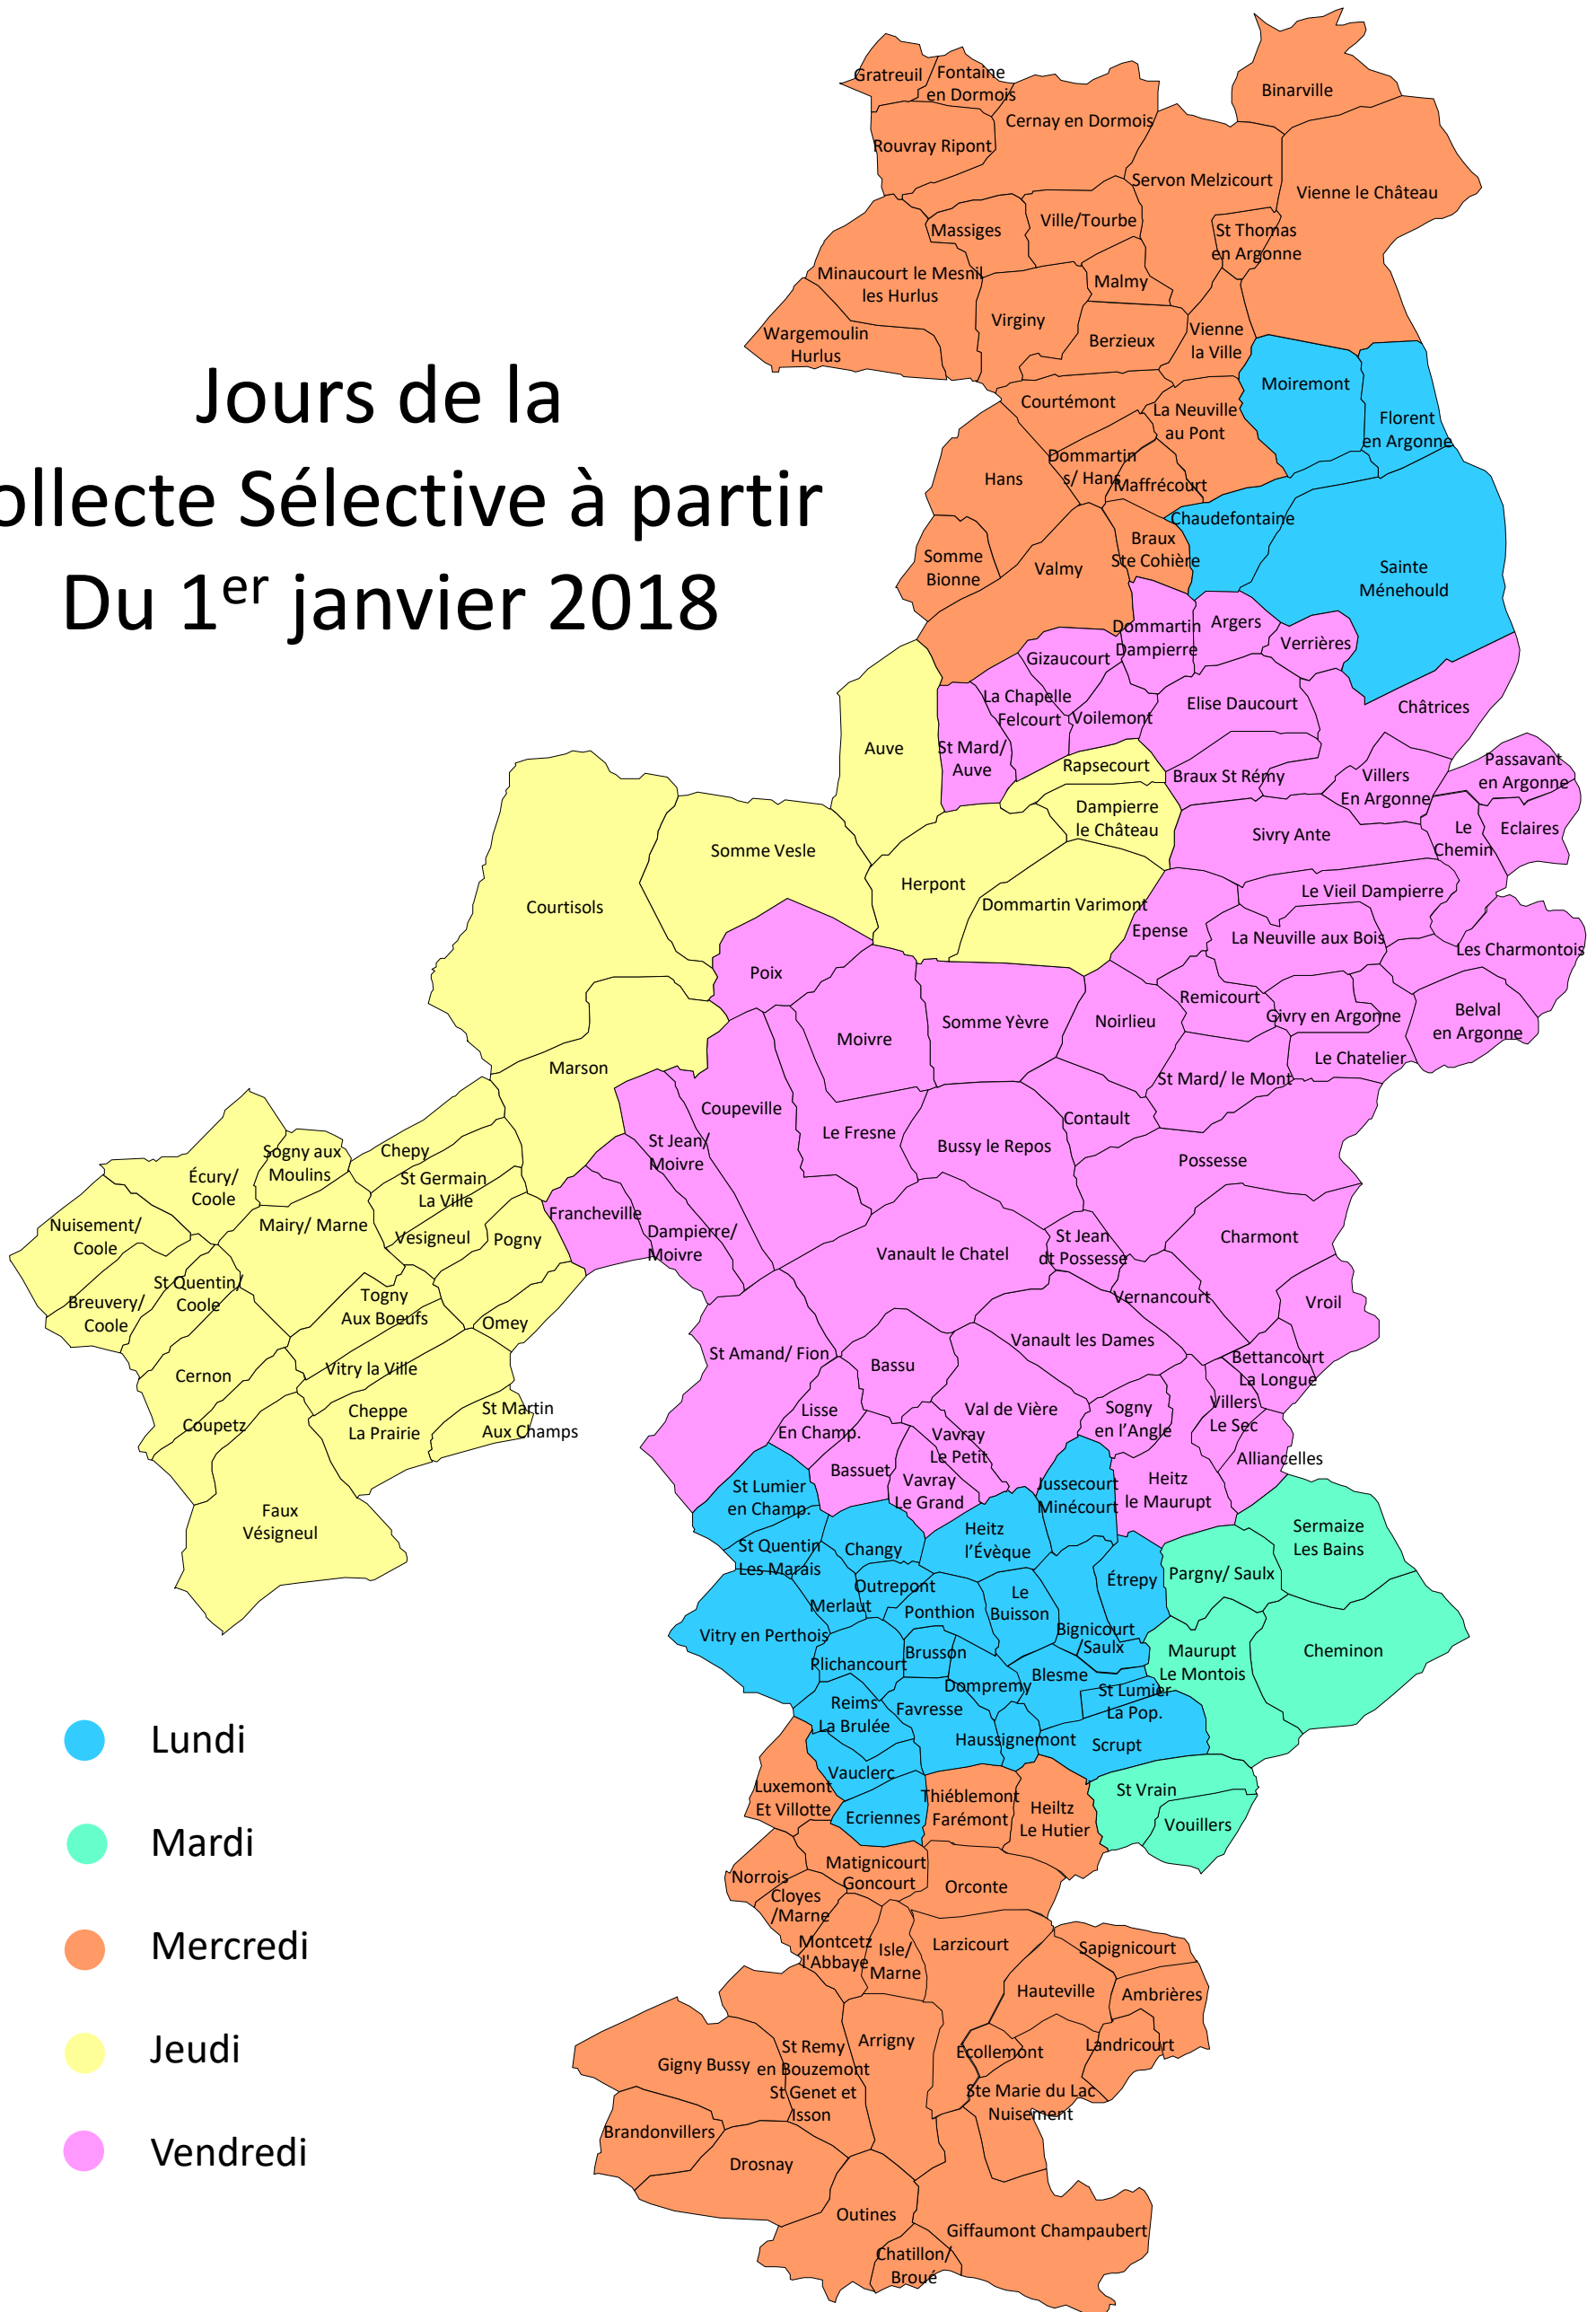 Jours de la
ollecte Sélective à partir
Du 1er janvier 2018
Gratreuil
Fontaine
en Dormois
Binarville
Cernay en Dormois
Rouvray Ripont
Servon Melzicourt
Vienne le Château
Massiges
Ville/Tourbe
St Thomas
en Argonne
Minaucourt le Mesnil
les Hurlus
Malmy
Virginy
Wargemoulin
Hurlus
Berzieux
Vienne
la Ville
Moiremont
Courtémont
La Neuville
au Pont
Florent
en Argonne
Dommartin
s/ Hans
Hans
Maffrécourt
Chaudefontaine
Braux
Ste Cohière
Somme
Bionne
Valmy
Sainte
Ménehould
Dommartin
Dampierre
Argers
Verrières
Gizaucourt
La Chapelle
Felcourt
Voilemont
Elise Daucourt
Châtrices
Auve
St Mard/
Auve
Rapsecourt
Braux St Rémy
Villers
En Argonne
Passavant
en Argonne
Dampierre
le Château
Sivry Ante
Le
Chemin
Eclaires
Somme Vesle
Herpont
Dommartin Varimont
Le Vieil Dampierre
Courtisols
Epense
La Neuville aux Bois
Les Charmontois
Poix
Somme Yèvre
Noirlieu
Remicourt
Givry en Argonne
Belval
en Argonne
Moivre
Le Chatelier
Marson
St Mard/ le Mont
Coupeville
Le Fresne
Bussy le Repos
Contault
Possesse
St Jean/
Moivre
Chepy
Sogny aux
Moulins
Écury/
Coole
St Germain
La Ville
Francheville
Dampierre/
Moivre
Nuisement/
Coole
Mairy/ Marne
Vesigneul
Pogny
Vanault le Chatel
St Jean
dt Possesse
Charmont
St Quentin/
Coole
Breuvery/
Coole
Togny
Aux Boeufs
Omey
Vernancourt
Vroil
St Amand/ Fion
Bassu
Vanault les Dames
Bettancourt
La Longue
Cernon
Vitry la Ville
Coupetz
Cheppe
La Prairie
St Martin
Aux Champs
Lisse
En Champ.
Val de Vière
Sogny
en l'Angle
Villers
Le Sec
Vavray
Le Petit
Bassuet
Vavray
Le Grand
Alliancelles
Heitz
le Maurupt
Faux
Vésigneul
St Lumier
en Champ.
Jussecourt
Minécourt
Sermaize
Les Bains
St Quentin
Les Marais
Changy
Heitz
l'Évèque
Pargny/ Saulx
Étrepy
Outrepont
Merlaut
Ponthion
Le
Buisson
Bignicourt
/Saulx
Vitry en Perthois
Plichancourt
Brusson
Maurupt
Le Montois
Cheminon
Dompremy
Blesme
St Lumier
La Pop.
Reims
La Brulée
Favresse
Haussignemont
Scrupt
Vauclerc
Luxemont
Et Villotte
Ecriennes
Thiéblemont
Farémont
Heiltz
Le Hutier
St Vrain
Vouillers
Matignicourt
Goncourt
Norrois
Orconte
Cloyes
/Marne
Montcetz
l'Abbaye
Isle/
Marne
Larzicourt
Sapignicourt
Hauteville
Ambrières
Arrigny
Ecollemont
Landricourt
St Remy
en Bouzemont
St Genet et
Isson
Gigny Bussy
Ste Marie du Lac
Nuisement
Brandonvillers
Drosnay
Outines
Giffaumont Champaubert
Chatillon/
Broué
Lundi
Mardi
Mercredi
Jeudi
Vendredi